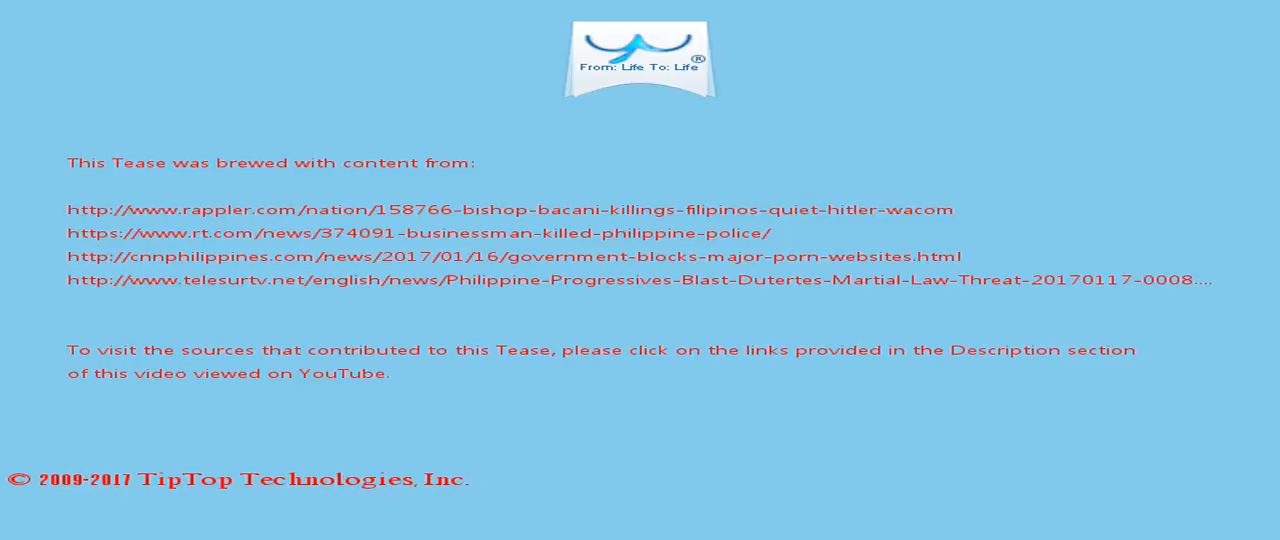 From: Life To: Life®
This Tease was brewed with content from:
http://www.rappler.com/nation/158766-bishop-bacani-killings-filipinos-quiet-hitler-wacom
https://www.rt.com/news/374091-businessman-killed-philippine-police/
http://cnnphilippines.com/news/2017/01/16/government-blocks-major-porn-websites.html
http://www.telesurtv.net/english/news/Philippine-Progressives-Blast-Dutertes-Martial-Law-Threat-20170117-0008....
To visit the sources that contributed to this Tease, please click on the links provided in the Description section
of this video viewed on YouTube.
© 2009-2017 TipTop Technologies, Inc.